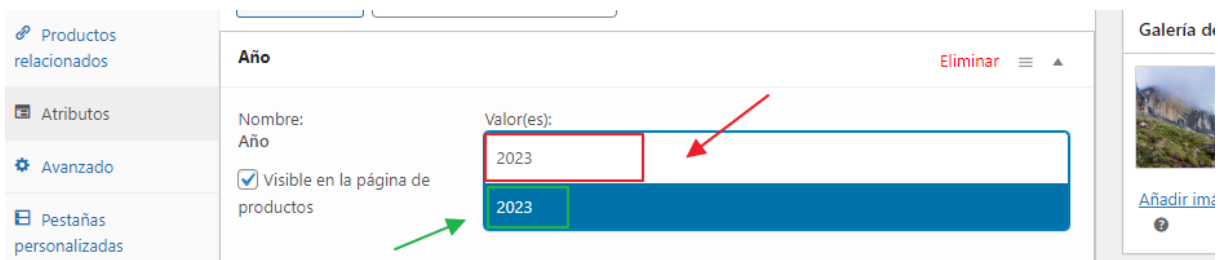 Productos
relacionados
Atributos
Avanzado
Pestañas
personalizadas
Año
Eliminar
Nombre:
Año
Visible en la página de
productos
Valor(es):
2023
2023
Galería de
Añadir imá